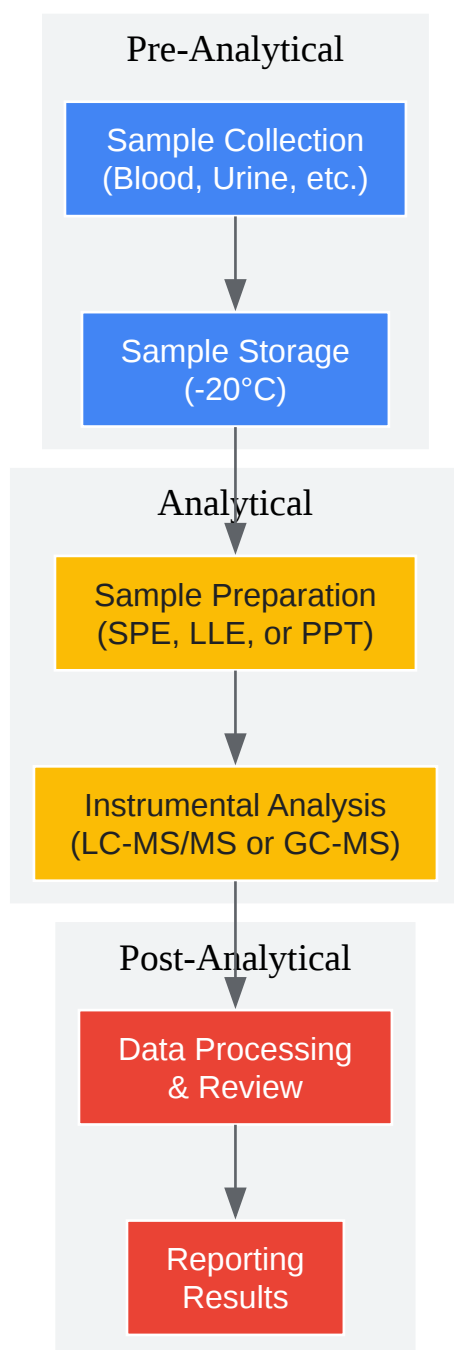 Pre-Analytical
Sample Collection
(Blood, Urine, etc.)
Sample Storage
(-20°C)
Analytical
Sample Preparation
(SPE, LLE, or PPT)
Instrumental Analysis
(LC-MS/MS or GC-MS)
Post-Analytical
Data Processing
& Review
Reporting
Results